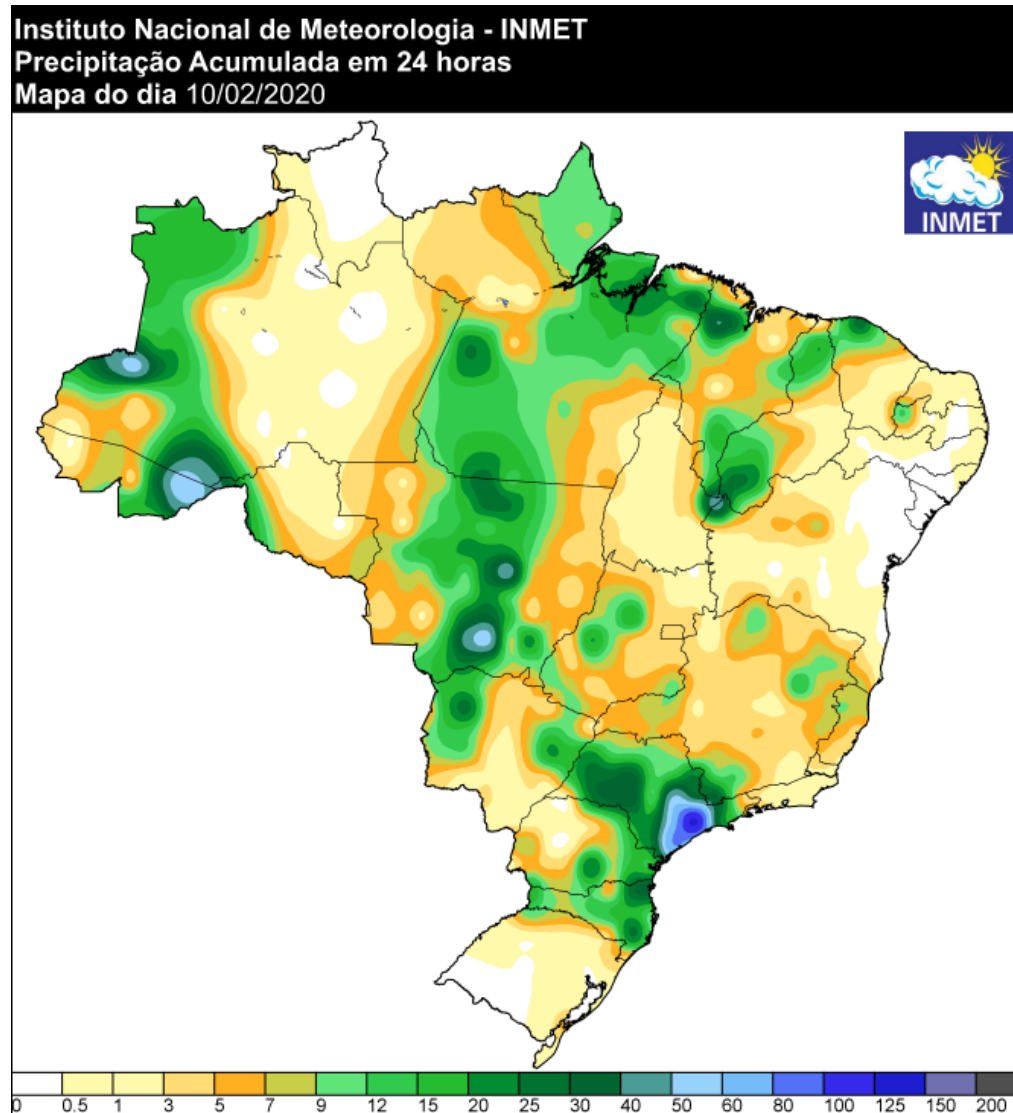 Instituto Nacional de Meteorologia - INMET
Precipitação Acumulada em 24 horas
Mapa do dia 10/02/2020
INMET
0 0.5 1 3 5 7 9 12 15 20 25 30 40 50 60 80 100 125 150 200